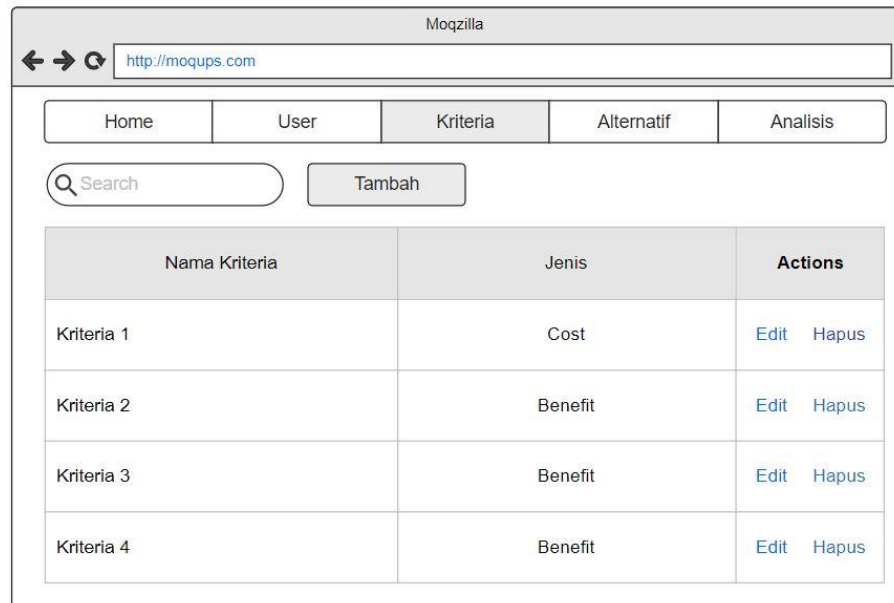 Moqzilla
http://moqups.com
Home User Kriteria Alternatif Analisis
Search Tambah
Nama Kriteria Jenis Actions
Kriteria 1 Cost Edit Hapus
Kriteria 2 Benefit Edit Hapus
Kriteria 3 Benefit Edit Hapus
Kriteria 4 Benefit Edit Hapus